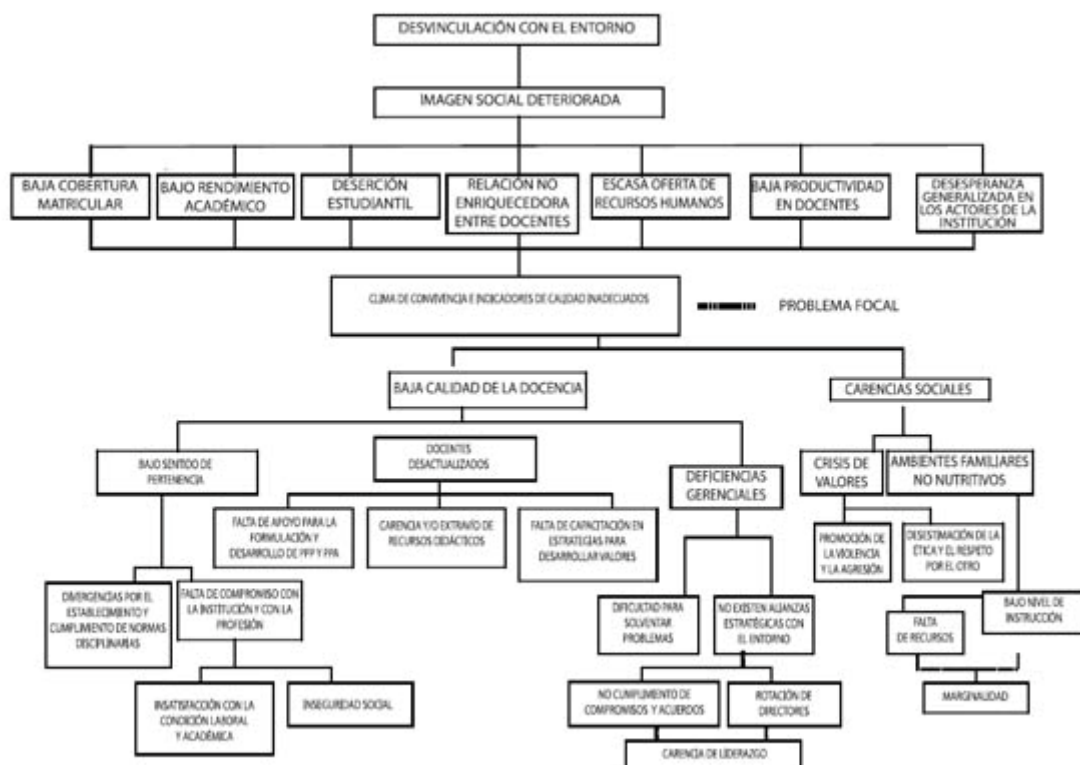 DESVINCULACIÓN CON EL ENTORNO
IMAGEN SOCIAL DETERIORADA
BAJA COBERTURA
MATRICULAR
BAJO RENDIMIENTO
ACADÉMICO
DESERCIÓN
ESTUDIANTIL
RELACIÓN NO
ENRIQUECEDORA
ENTRE DOCENTES
ESCASA OFERTA DE
RECURSOS HUMANOS
BAJA PRODUCTIVIDAD
EN DOCENTES
DESESPERANZA
GENERALIZADA EN
LOS ACTORES DE LA
INSTITUCIÓN
CLIMA DE CONVIVENCIA E INDICADORES DE CALIDAD INADECUADOS
PROBLEMA FOCAL
BAJA CALIDAD DE LA DOCENCIA
CARENCIAS SOCIALES
BAJO SENTIDO DE
PERTENENCIA
DOCENTES
DESACTUALIZADOS
DEFICIENCIAS
GERENCIALES
CRISIS DE
VALORES
AMBIENTES FAMILIARES
NO NUTRITIVOS
FALTA DE APOYO PARA LA
FORMULACIÓN Y
DESARROLLO DE PPP Y PPA
CARENCIA Y/O EXTRAVÍO DE
RECURSOS DIDÁCTICOS
FALTA DE CAPACITACIÓN EN
ESTRATEGIAS PARA
DESARROLLAR VALORES
PROMOCIÓN DE
LA VIOLENCIA
Y LA AGRESIÓN
DESESTIMACIÓN DE LA
ÉTICA Y EL RESPETO
POR EL OTRO
DIVERGENCIAS POR EL
ESTABLECIMIENTO Y
CUMPLIMIENTO DE NORMAS
DISCIPLINARIAS
FALTA DE COMPROMISO CON
LA INSTITUCIÓN Y CON LA
PROFESIÓN
DIFICULTAD PARA
SOLVENTAR
PROBLEMAS
NO EXISTEN ALIANZAS
ESTRATÉGICAS CON
EL ENTORNO
FALTA
DE RECURSOS
BAJO NIVEL DE
INSTRUCCIÓN
INSATISFACCIÓN CON LA
CONDICIÓN LABORAL
Y ACADÉMICA
INSEGURIDAD SOCIAL
NO CUMPLIMIENTO DE
COMPROMISOS Y ACUERDOS
ROTACIÓN DE
DIRECTORES
MARGINALIDAD
CARENCIA DE LIDERAZGO